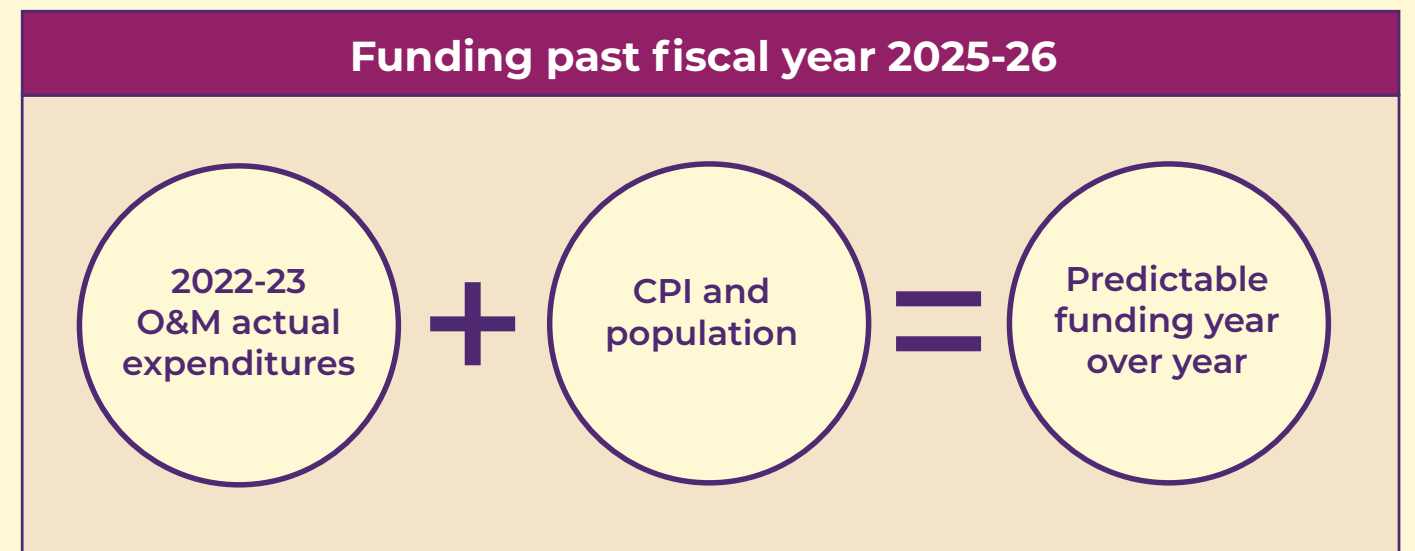 Funding past fiscal year 2025-26
2022-23
O&M actual
expenditures
+
CPI and
population
=
Predictable
funding year
over year